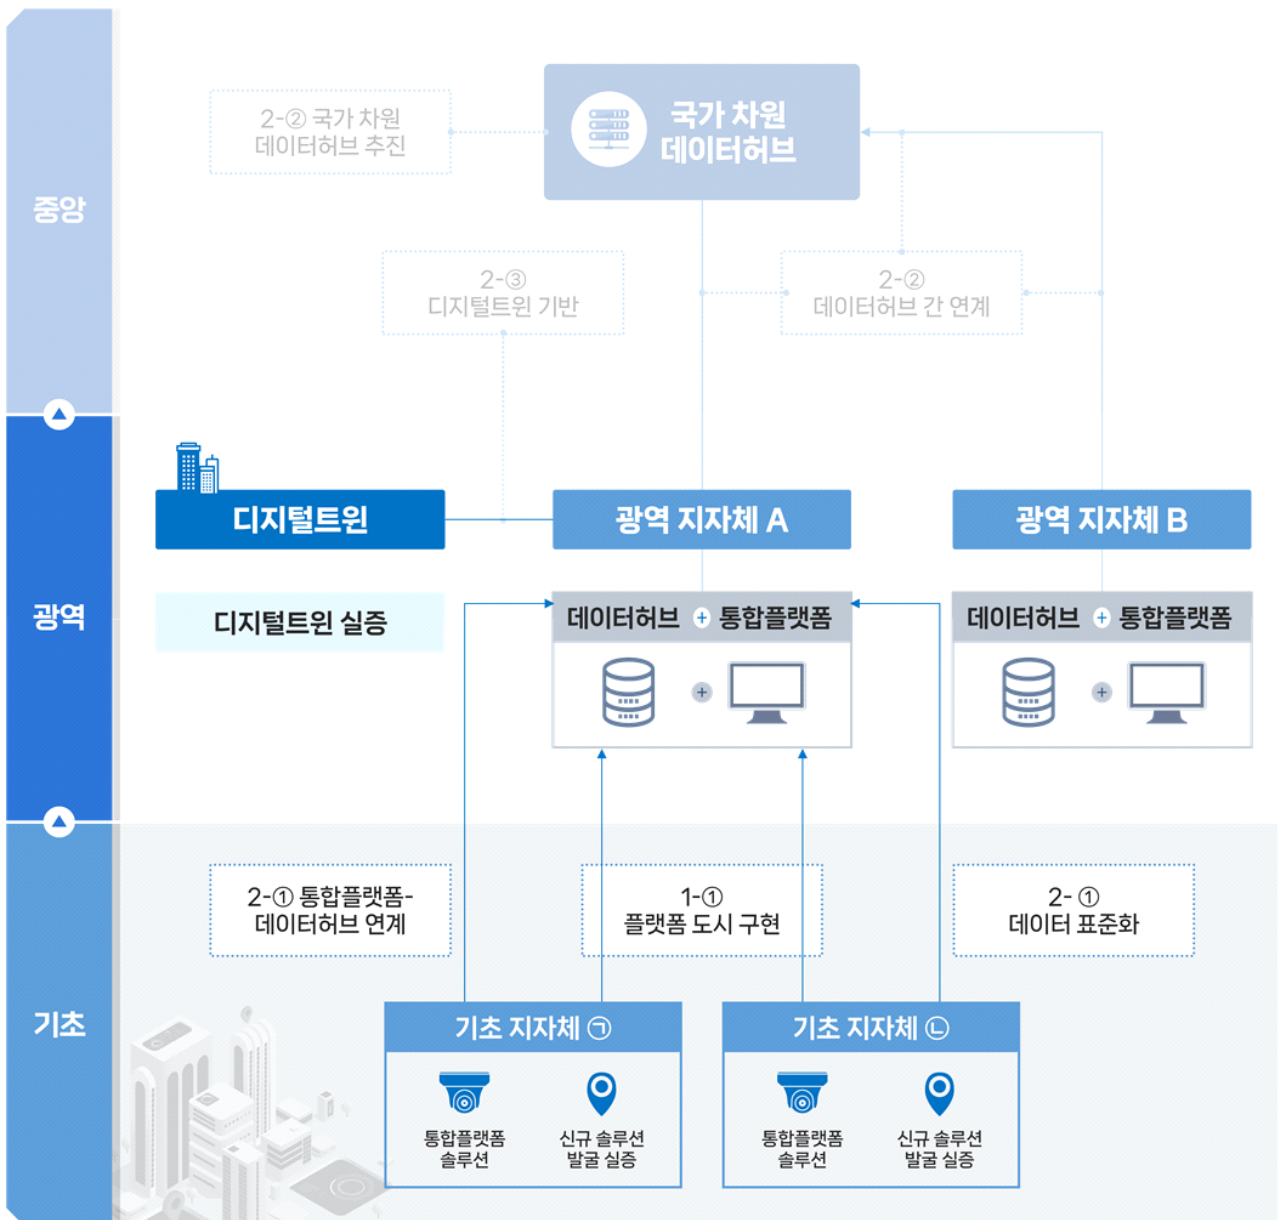 중앙
2-② 국가 차원
데이터허브 추진
국가 차원
데이터허브
2-③
디지털트윈 기반
2-②
데이터허브 간 연계
광역
디지털트윈
광역 지자체 A
광역 지자체 B
디지털트윈 실증
데이터허브 + 통합플랫폼
데이터허브 + 통합플랫폼
+
+
기초
2-① 통합플랫폼-
데이터허브 연계
1-①
플랫폼 도시 구현
2- ①
데이터 표준화
기초 지자체 ㉠
통합플랫폼
솔루션
신규 솔루션
발굴 실증
기초 지자체 ㉡
통합플랫폼
솔루션
신규 솔루션
발굴 실증